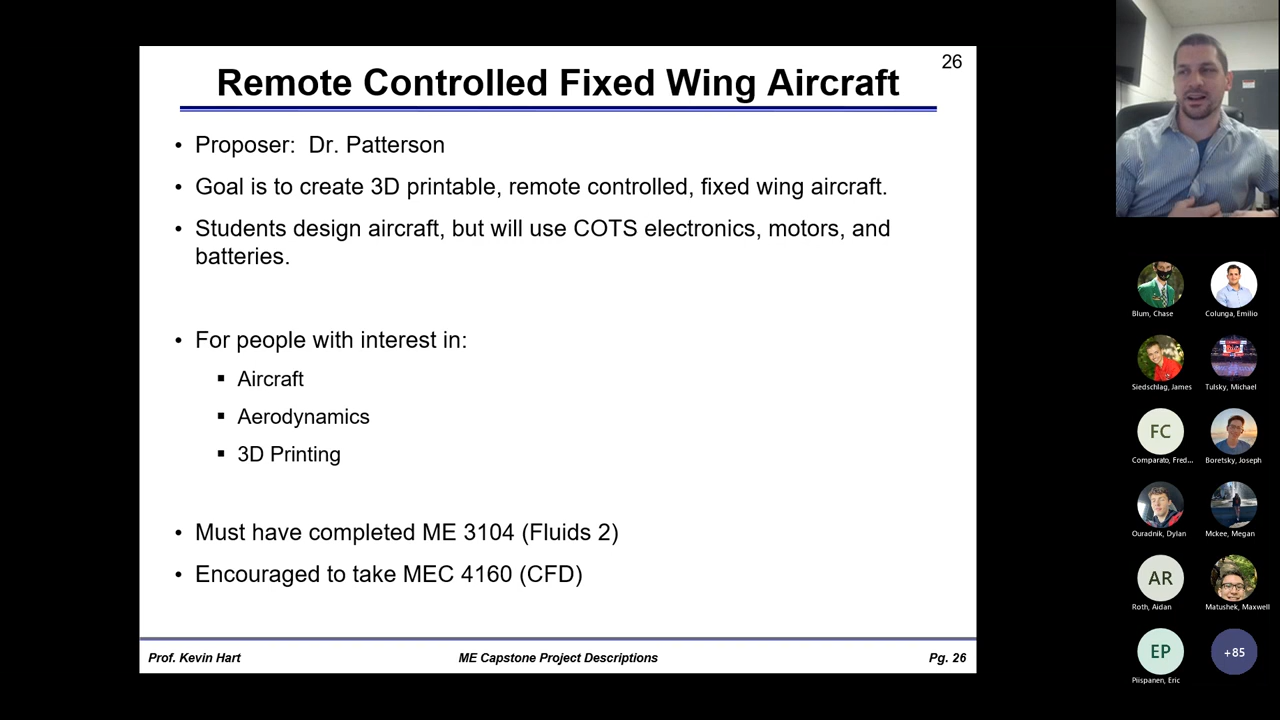 26
Remote Controlled Fixed Wing Aircraft
• Proposer: Dr. Patterson
• Goal is to create 3D printable, remote controlled, fixed wing aircraft.
• Students design aircraft, but will use COTS electronics, motors, and
batteries.
• For people with interest in:
▪ Aircraft
▪ Aerodynamics
▪ 3D Printing
• Must have completed ME 3104 (Fluids 2)
• Encouraged to take MEC 4160 (CFD)
Prof. Kevin Hart
ME Capstone Project Descriptions
Pg. 26
Blum, Chase
Colunga, Emilio
Siedschlag, James
Tulsky, Michael
FC
Comparato, Fred...
Boretsky, Joseph
Ouradnik, Dylan
Mckee, Megan
AR
Roth, Aidan
Matushek, Maxwell
EP
Piispanen, Eric
+85